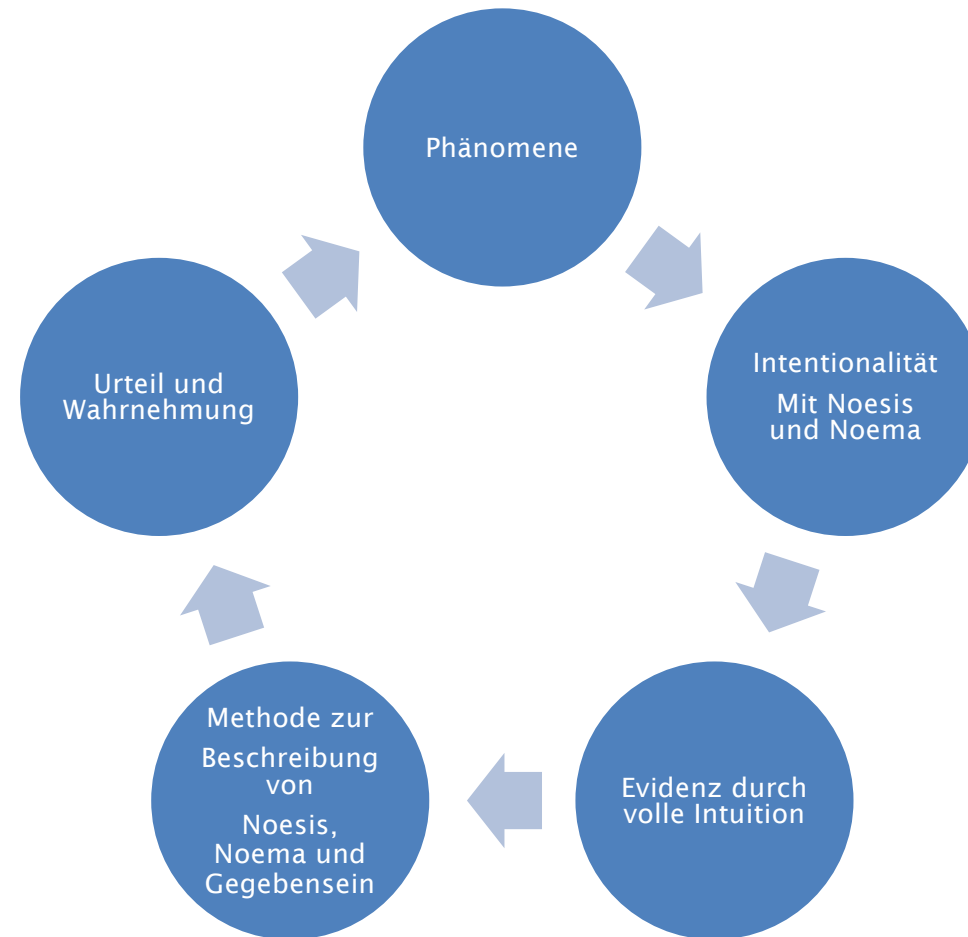 Phänomene
Intentionalität
Mit Noesis
und Noema
Evidenz durch
volle Intuition
Methode zur
Beschreibung
von
Noesis,
Noema und
Gegebensein
Urteil und
Wahrnehmung